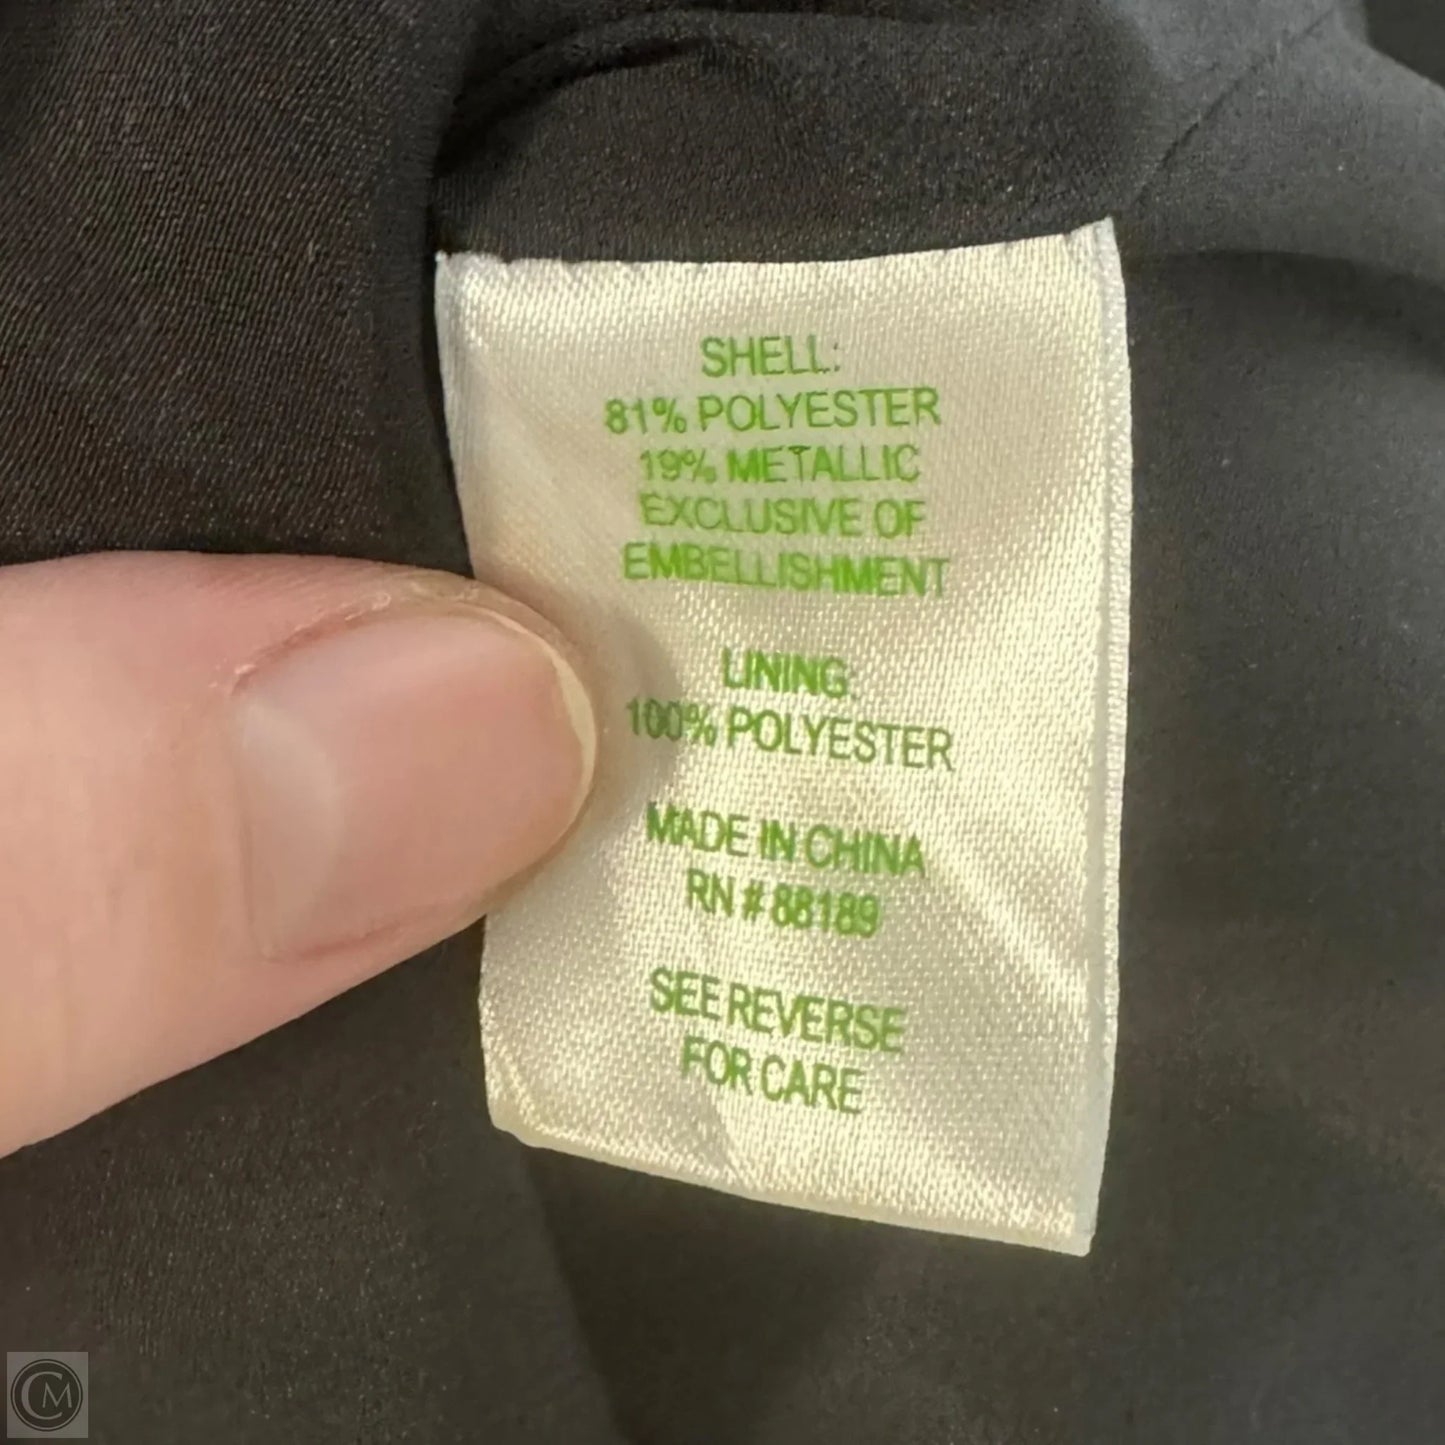 SHELL:
81% POLYESTER
19% METALLIC
EXCLUSIVE OF
EMBELLISHMENT
LINING:
100% POLYESTER
MADE IN CHINA
RN # 88189
SEE REVERSE
FOR CARE
CM